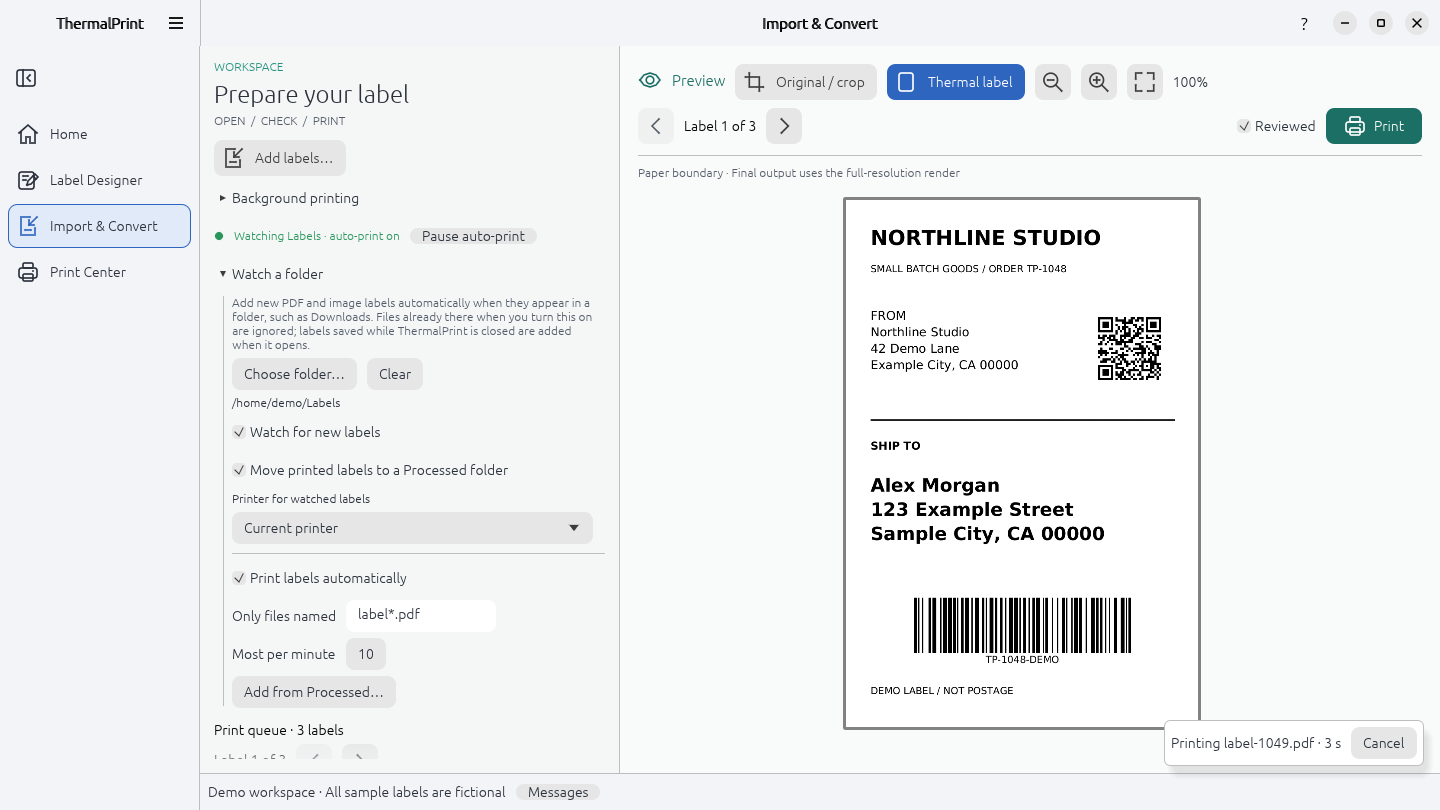 ThermalPrint
Import & Convert
?
Home
Label Designer
Import & Convert
Print Center
WORKSPACE
Prepare your label
OPEN / CHECK / PRINT
Add labels…
Background printing
Watching Labels · auto-print on
Pause auto-print
Watch a folder
Add new PDF and image labels automatically when they appear in a
folder, such as Downloads. Files already there when you turn this on
are ignored; labels saved while ThermalPrint is closed are added
when it opens.
Choose folder…
Clear
/home/demo/Labels
Watch for new labels
Move printed labels to a Processed folder
Printer for watched labels
Current printer
Print labels automatically
Only files named
label*.pdf
Most per minute
10
Add from Processed…
Print queue · 3 labels
Label 1 of 3
Preview
Original / crop
Thermal label
100%
Label 1 of 3
Reviewed
Print
Paper boundary · Final output uses the full-resolution render
NORTHLINE STUDIO
SMALL BATCH GOODS / ORDER TP-1048
FROM
Northline Studio
42 Demo Lane
Example City, CA 00000
SHIP TO
Alex Morgan
123 Example Street
Sample City, CA 00000
TP-1048-DEMO
DEMO LABEL / NOT POSTAGE
Printing label-1049.pdf · 3 s
Cancel
Demo workspace · All sample labels are fictional
Messages